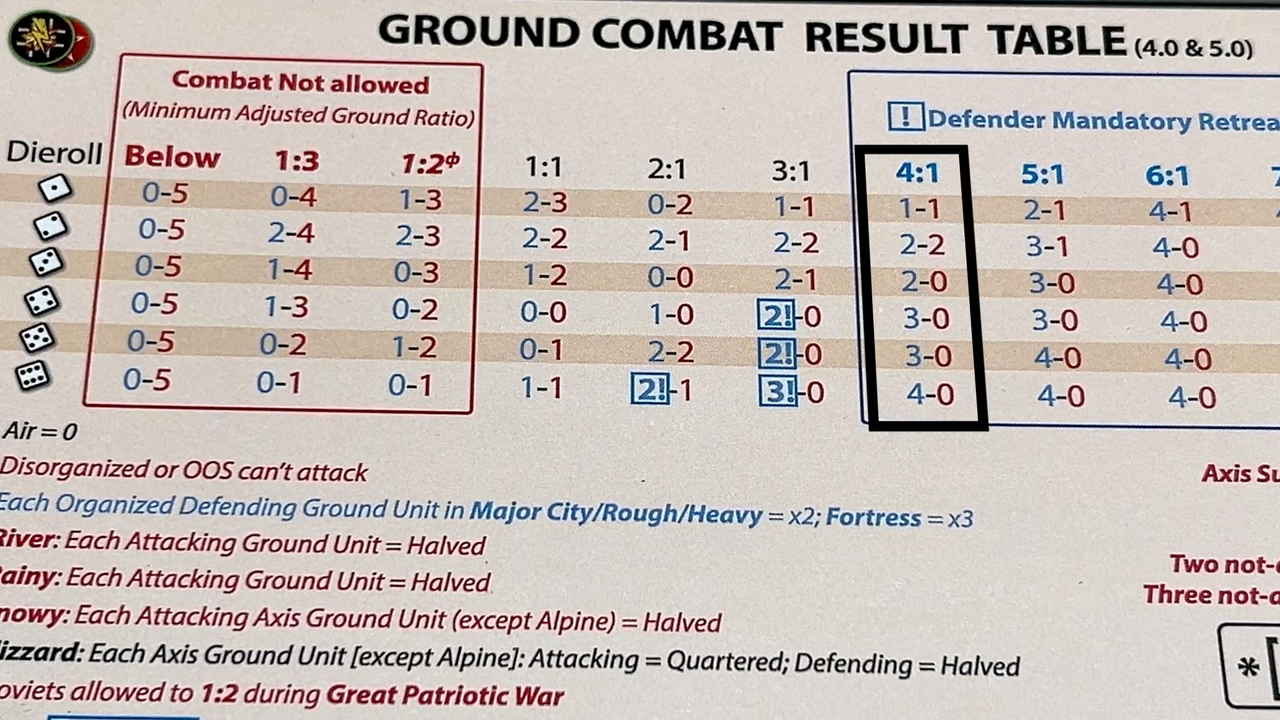 GROUND COMBAT RESULT TABLE (4.0 & 5.0)
Combat Not allowed
(Minimum Adjusted Ground Ratio)
! Defender Mandatory Retrea
Dieroll Below 1:3 1:2ᶲ 1:1 2:1 3:1 4:1 5:1 6:1 7
0-5 0-4 1-3 2-3 0-2 1-1 1-1 2-1 4-1
0-5 2-4 2-3 2-2 2-1 2-2 2-2 3-1 4-0
0-5 1-4 0-3 1-2 0-0 2-1 2-0 3-0 4-0
0-5 1-3 0-2 0-0 1-0 2!-0 3-0 3-0 4-0
0-5 0-2 1-2 0-1 2-2 2!-0 3-0 4-0 4-0
0-5 0-1 0-1 1-1 2!-1 3!-0 4-0 4-0 4-0
Air = 0
Disorganized or OOS can't attack
Axis Su
Each Organized Defending Ground Unit in Major City/Rough/Heavy = x2; Fortress = x3
River: Each Attacking Ground Unit = Halved
Two not-
ainy: Each Attacking Ground Unit = Halved
Three not-a
nowy: Each Attacking Axis Ground Unit (except Alpine) = Halved
izzard: Each Axis Ground Unit [except Alpine]: Attacking = Quartered; Defending = Halved
*[
oviets allowed to 1:2 during Great Patriotic War